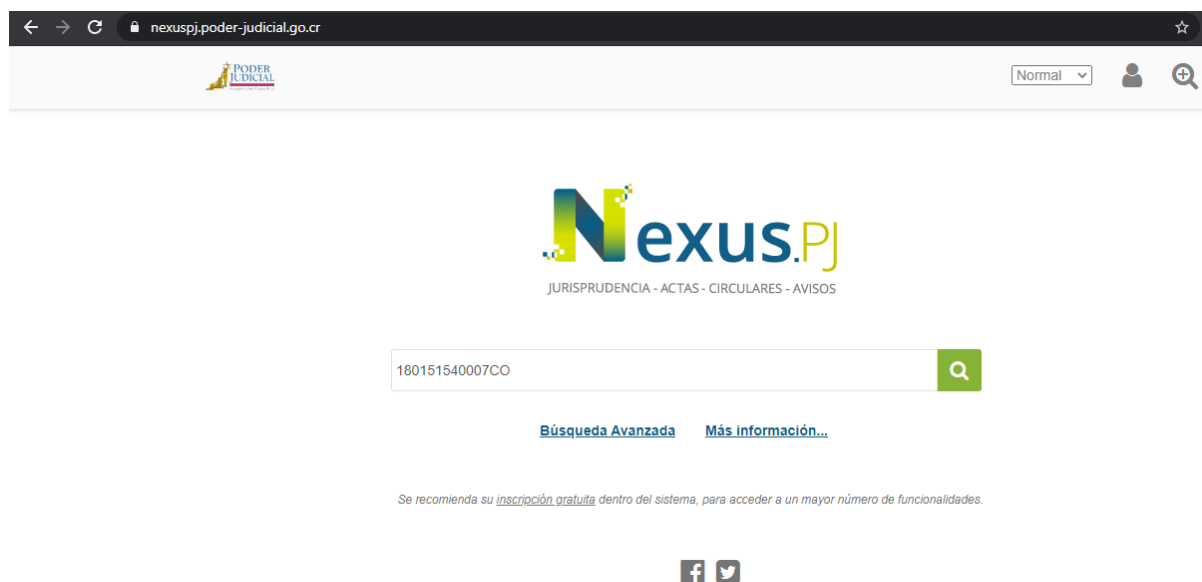 nexuspj.poder-judicial.go.cr
PODER
JUDICIAL
Normal
Nexus.PJ
JURISPRUDENCIA - ACTAS - CIRCULARES - AVISOS
180151540007CO
Búsqueda Avanzada Más información...
Se recomienda su inscripción gratuita dentro del sistema, para acceder a un mayor número de funcionalidades.